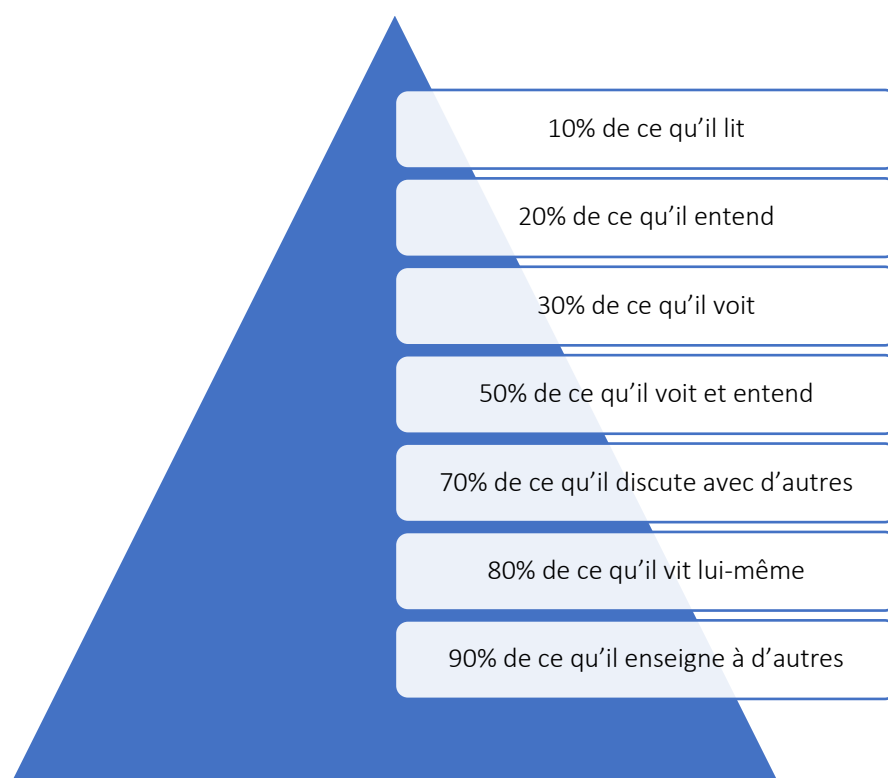 10% de ce qu’il lit
20% de ce qu’il entend
30% de ce qu’il voit
50% de ce qu’il voit et entend
70% de ce qu’il discute avec d’autres
80% de ce qu’il vit lui-même
90% de ce qu’il enseigne à d’autres